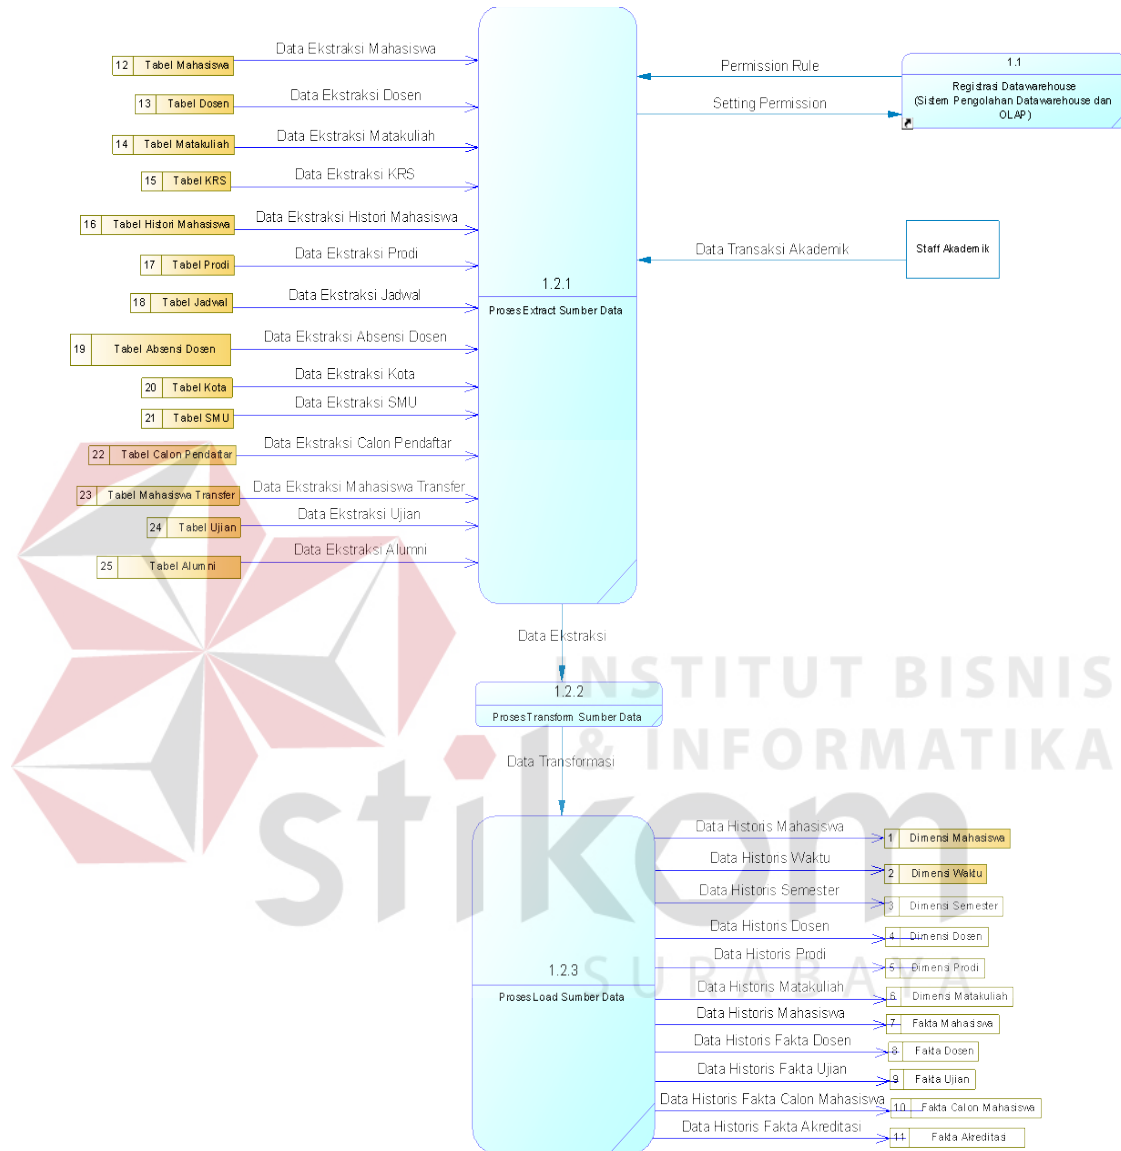 Data Ekstraksi Mahasiswa
12 Tabel Mahasiswa
Data Ekstraksi Dosen
13 Tabel Dosen
Data Ekstraksi Matakuliah
14 Tabel Matakuliah
Data Ekstraksi KRS
15 Tabel KRS
Data Ekstraksi Histori Mahasiswa
16 Tabel Histori Mahasiswa
Data Ekstraksi Prodi
17 Tabel Prodi
Data Ekstraksi Jadwal
18 Tabel Jadwal
Data Ekstraksi Absensi Dosen
19 Tabel Absensi Dosen
Data Ekstraksi Kota
20 Tabel Kota
Data Ekstraksi SMU
21 Tabel SMU
Data Ekstraksi Calon Pendaftar
22 Tabel Calon Pendaftar
Data Ekstraksi Mahasiswa Transfer
23 Tabel Mahasiswa Transfer
Data Ekstraksi Ujian
24 Tabel Ujian
Data Ekstraksi Alumni
25 Tabel Alumni
1.2.1
Proses Extract Sumber Data
Permission Rule
Setting Permission
1.1
Registrasi Datawarehouse
(Sistem Pengolahan Datawarehouse dan
OLAP)
Data Transaksi Akademik
Staff Akademik
Data Ekstraksi
1.2.2
Proses Transform Sumber Data
Data Transformasi
1.2.3
Proses Load Sumber Data
Data Historis Mahasiswa
1 Dimensi Mahasiswa
Data Historis Waktu
2 Dimensi Waktu
Data Historis Semester
3 Dimensi Semester
Data Historis Dosen
4 Dimensi Dosen
Data Historis Prodi
5 Dimensi Prodi
Data Historis Matakuliah
6 Dimensi Matakuliah
Data Historis Mahasiswa
7 Fakta Mahasiswa
Data Historis Fakta Dosen
8 Fakta Dosen
Data Historis Fakta Ujian
9 Fakta Ujian
Data Historis Fakta Calon Mahasiswa
10 Fakta Calon Mahasiswa
Data Historis Fakta Akreditasi
11 Fakta Akreditasi
INSTITUT BISNIS
& INFORMATIKA
stikom
SURABAYA